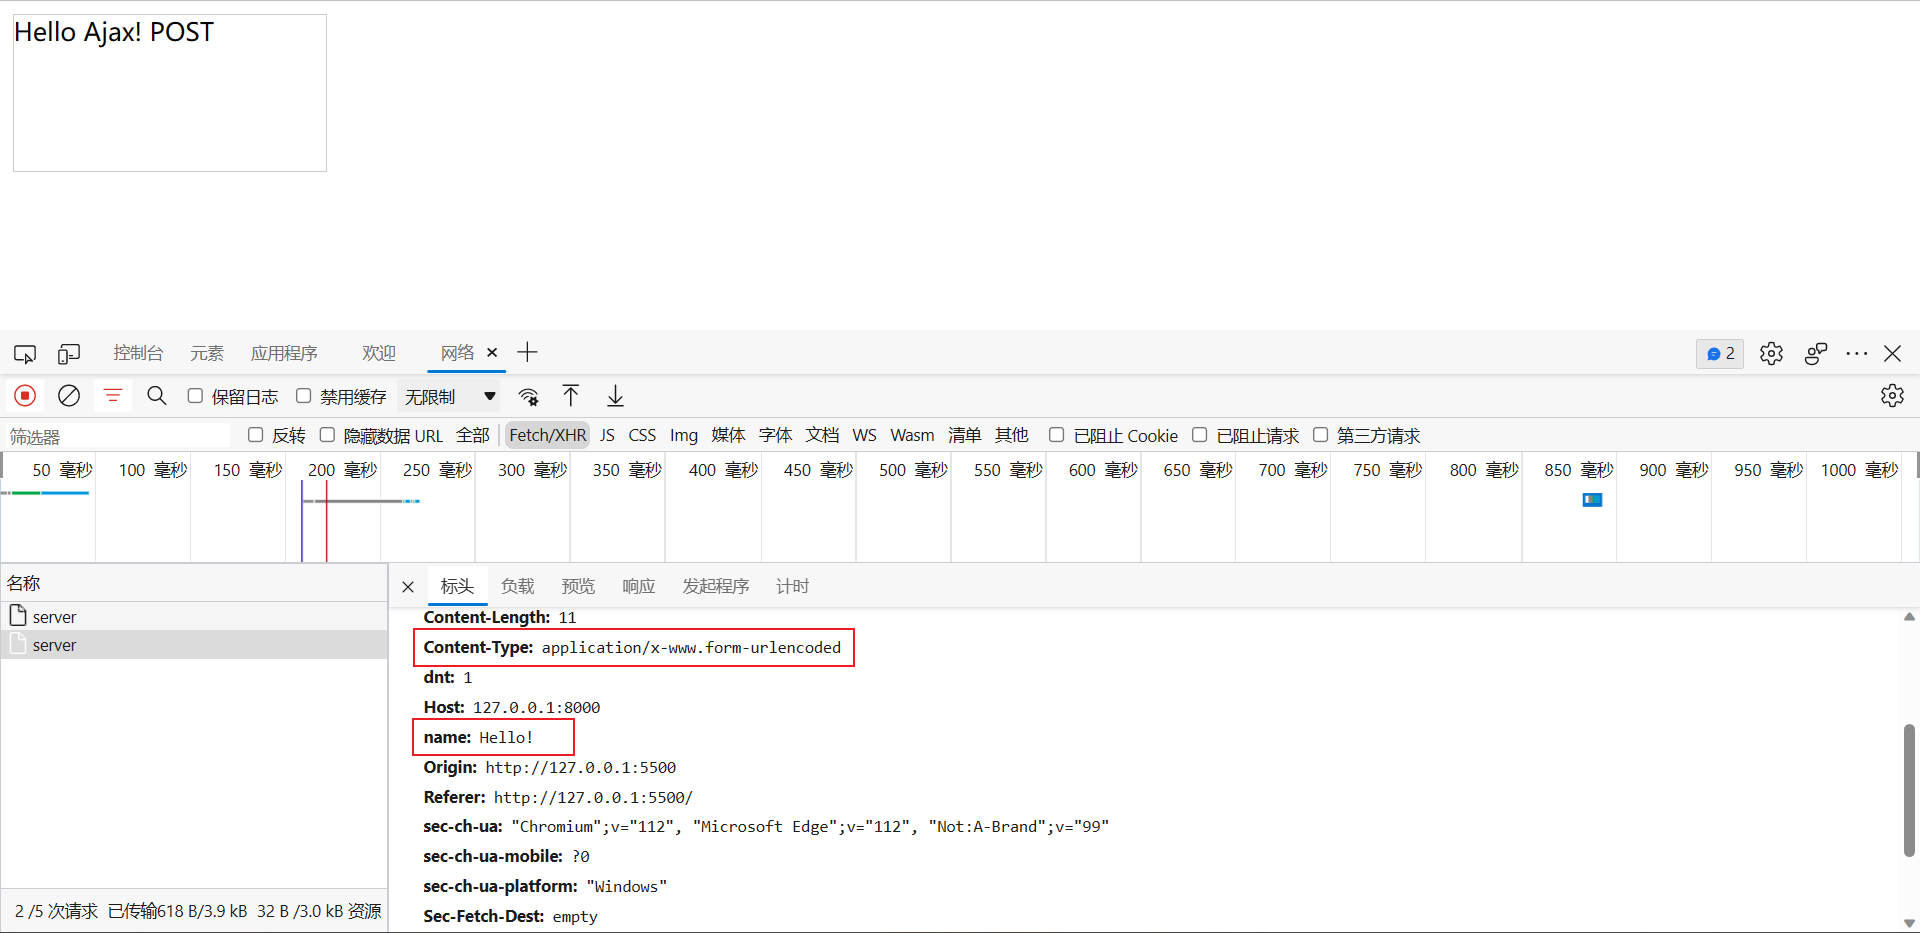 Hello Ajax! POST
控制台 元素 应用程序 欢迎 网络 2
保留日志 禁用缓存 无限制
筛选器 反转 隐藏数据 URL 全部 Fetch/XHR JS CSS Img 媒体 字体 文档 WS Wasm 清单 其他 已阻止 Cookie 已阻止请求 第三方请求
50 毫秒 100 毫秒 150 毫秒 200 毫秒 250 毫秒 300 毫秒 350 毫秒 400 毫秒 450 毫秒 500 毫秒 550 毫秒 600 毫秒 650 毫秒 700 毫秒 750 毫秒 800 毫秒 850 毫秒 900 毫秒 950 毫秒 1000 毫秒
名称
server
server
2 /5 次请求 已传输618 B/3.9 kB 32 B /3.0 kB 资源
标头 负载 预览 响应 发起程序 计时
Content-Length: 11
Content-Type: application/x-www.form-urlencoded
dnt: 1
Host: 127.0.0.1:8000
name: Hello!
Origin: http://127.0.0.1:5500
Referer: http://127.0.0.1:5500/
sec-ch-ua: "Chromium";v="112", "Microsoft Edge";v="112", "Not:A-Brand";v="99"
sec-ch-ua-mobile: ?0
sec-ch-ua-platform: "Windows"
Sec-Fetch-Dest: empty